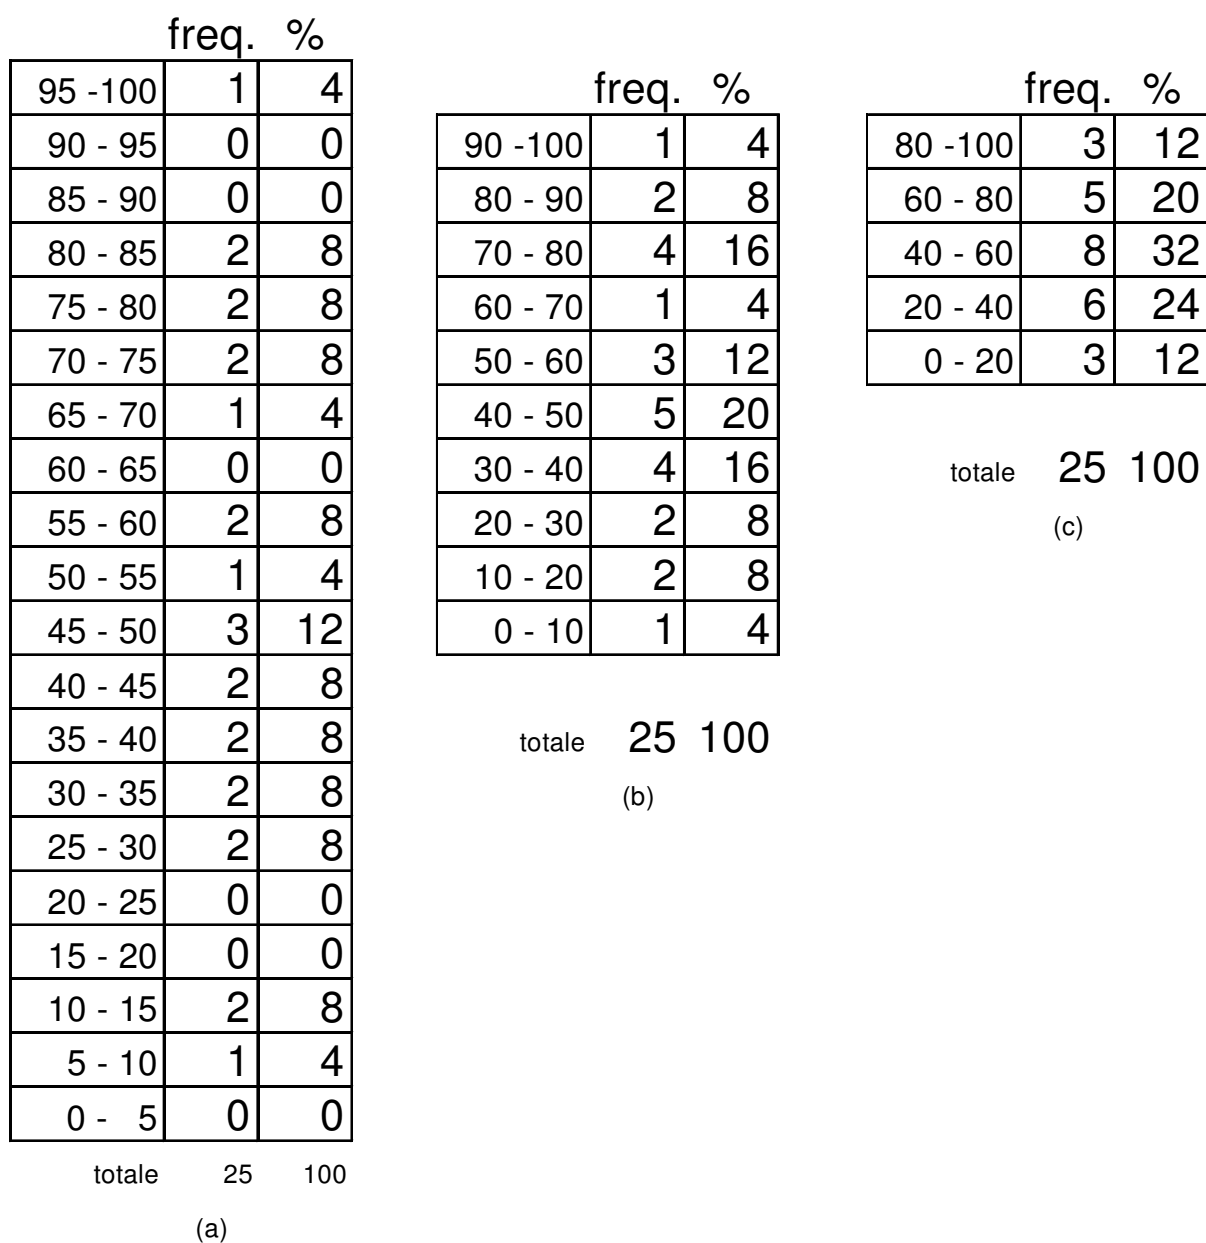 freq. %
95 -100 1 4
90 - 95 0 0
85 - 90 0 0
80 - 85 2 8
75 - 80 2 8
70 - 75 2 8
65 - 70 1 4
60 - 65 0 0
55 - 60 2 8
50 - 55 1 4
45 - 50 3 12
40 - 45 2 8
35 - 40 2 8
30 - 35 2 8
25 - 30 2 8
20 - 25 0 0
15 - 20 0 0
10 - 15 2 8
5 - 10 1 4
0 - 5 0 0
totale 25 100
(a)
freq. %
90 -100 1 4
80 - 90 2 8
70 - 80 4 16
60 - 70 1 4
50 - 60 3 12
40 - 50 5 20
30 - 40 4 16
20 - 30 2 8
10 - 20 2 8
0 - 10 1 4
totale 25 100
(b)
freq. %
80 -100 3 12
60 - 80 5 20
40 - 60 8 32
20 - 40 6 24
0 - 20 3 12
totale 25 100
(c)